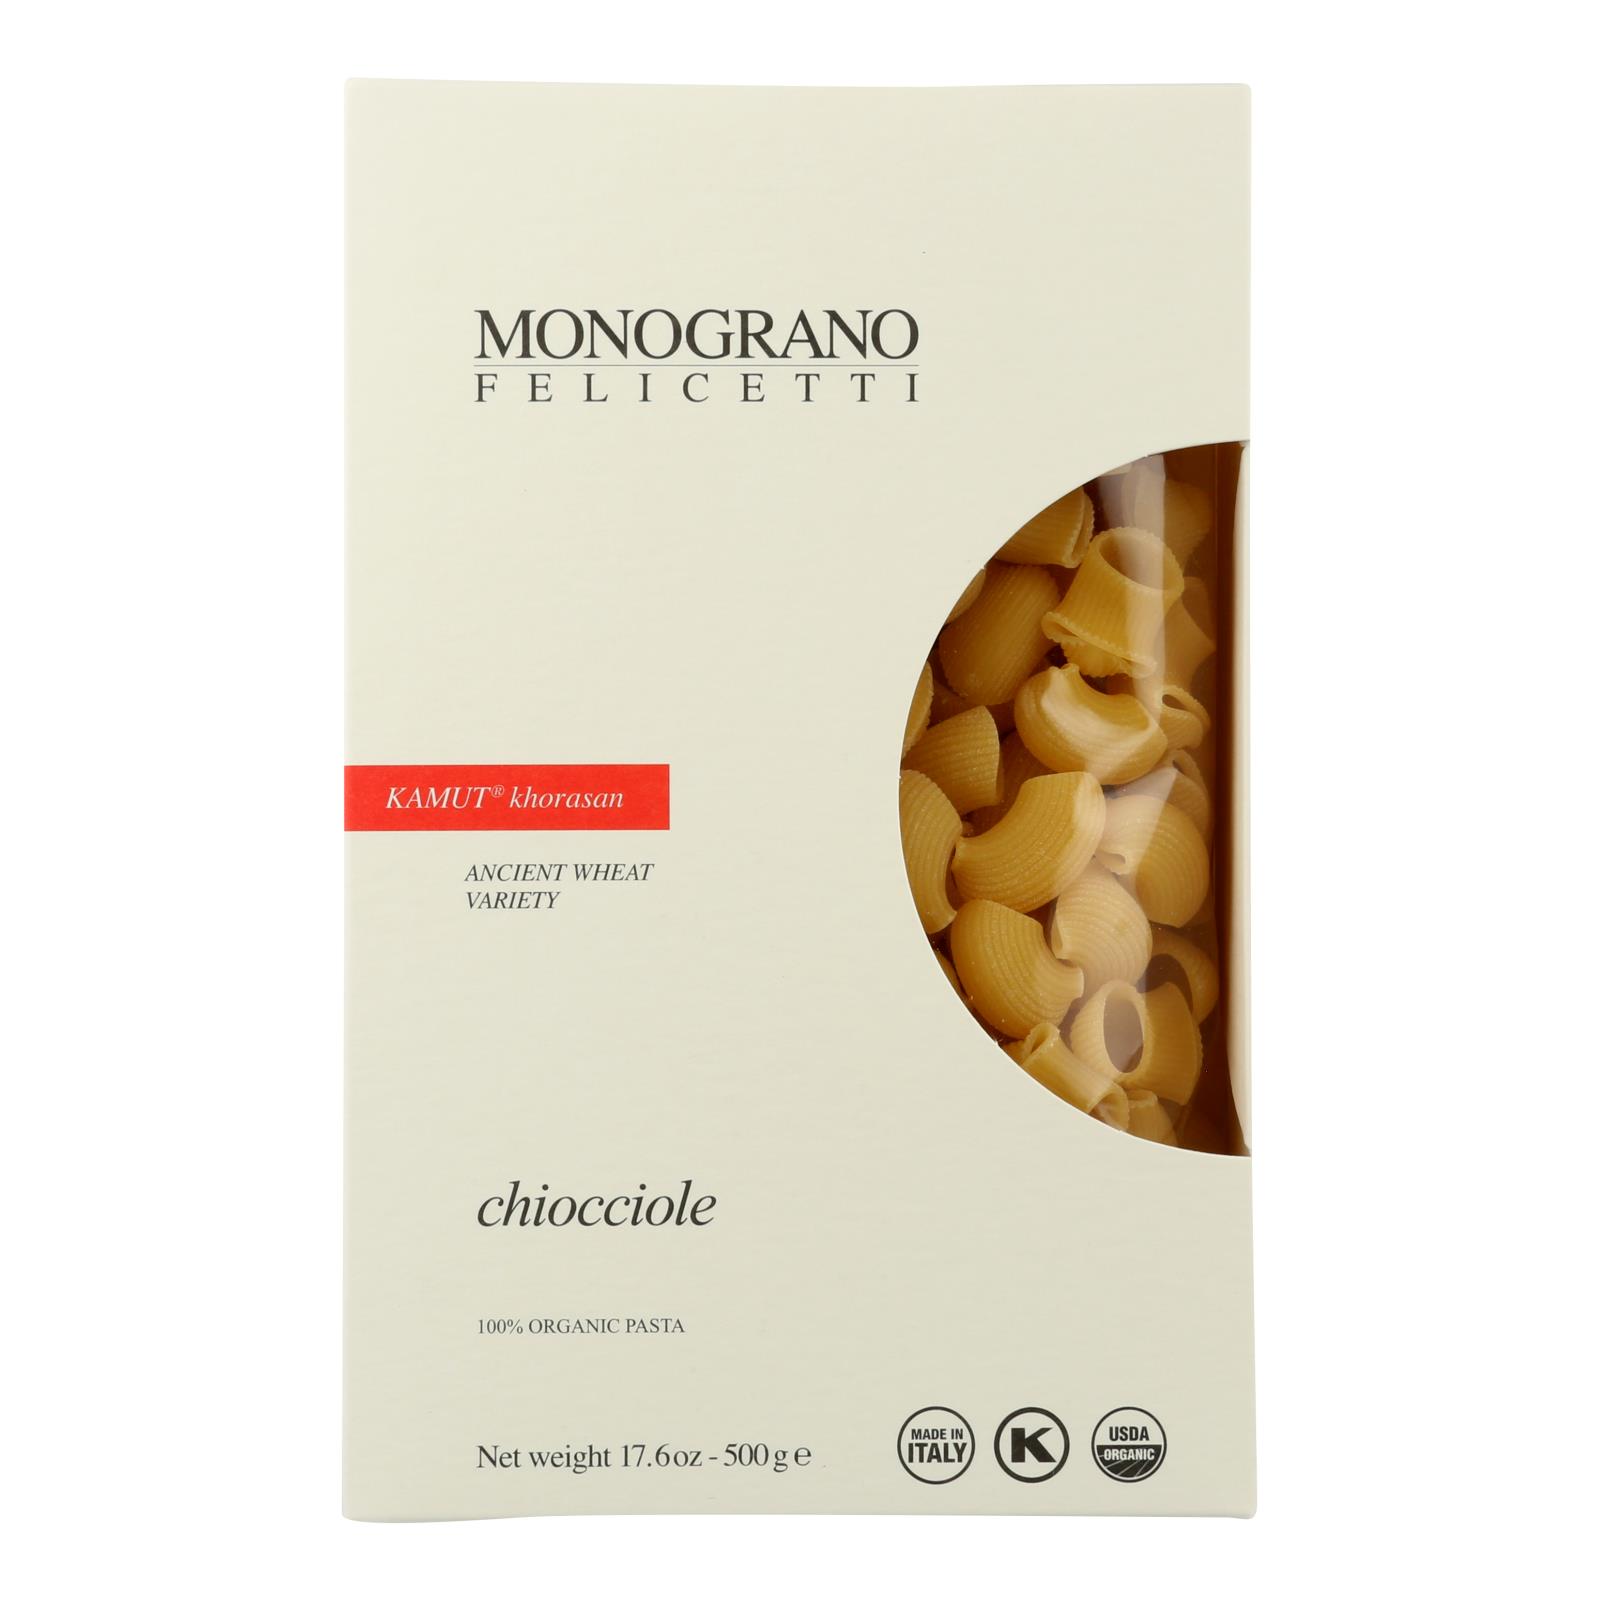 MONOGRANO
FELICETTI
KAMUT® khorasan
ANCIENT WHEAT
VARIETY
chiocciole
100% ORGANIC PASTA
Net weight 17.6 oz - 500 g ℮
MADE IN
ITALY
K
USDA
ORGANIC